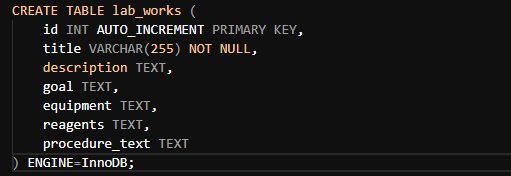 CREATE TABLE lab_works (
    id INT AUTO_INCREMENT PRIMARY KEY,
    title VARCHAR(255) NOT NULL,
    description TEXT,
    goal TEXT,
    equipment TEXT,
    reagents TEXT,
    procedure_text TEXT
) ENGINE=InnoDB;